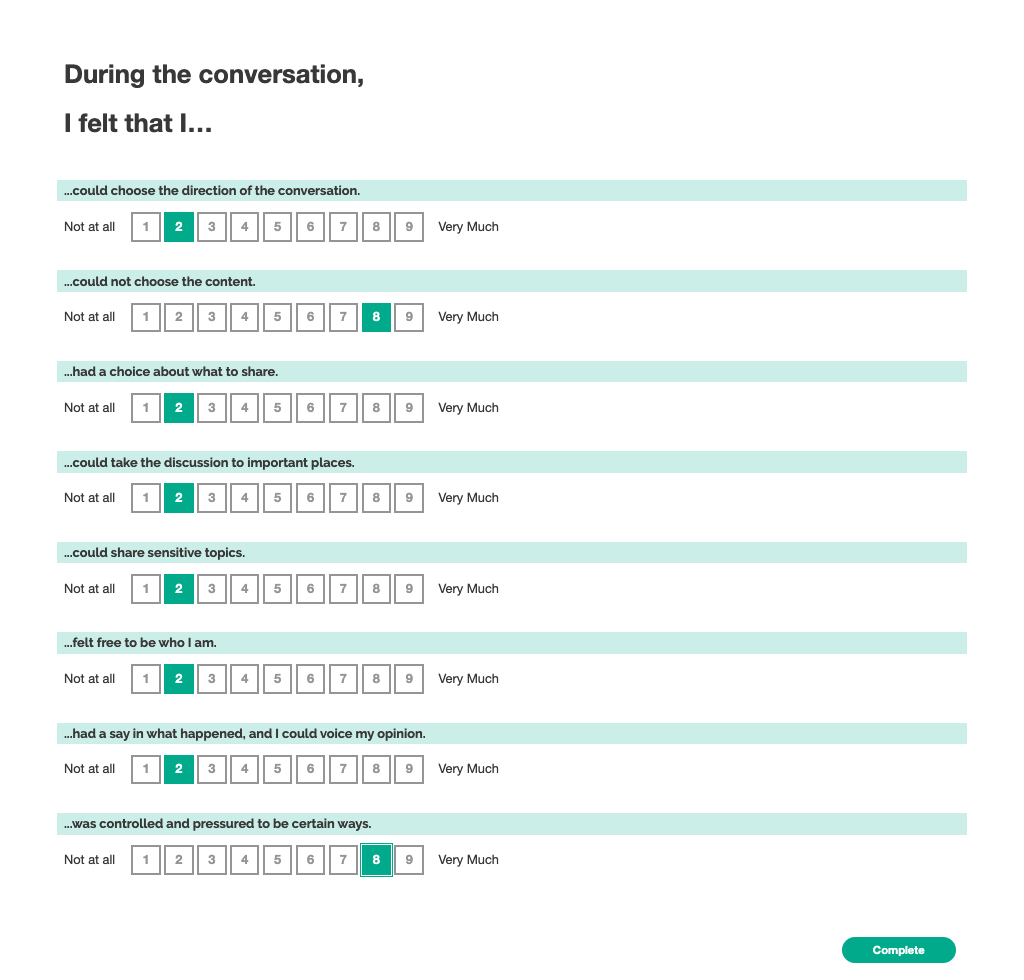 During the conversation,
I felt that I...
...could choose the direction of the conversation.
Not at all 1 2 3 4 5 6 7 8 9 Very Much
...could not choose the content.
Not at all 1 2 3 4 5 6 7 8 9 Very Much
...had a choice about what to share.
Not at all 1 2 3 4 5 6 7 8 9 Very Much
...could take the discussion to important places.
Not at all 1 2 3 4 5 6 7 8 9 Very Much
...could share sensitive topics.
Not at all 1 2 3 4 5 6 7 8 9 Very Much
...felt free to be who I am.
Not at all 1 2 3 4 5 6 7 8 9 Very Much
...had a say in what happened, and I could voice my opinion.
Not at all 1 2 3 4 5 6 7 8 9 Very Much
...was controlled and pressured to be certain ways.
Not at all 1 2 3 4 5 6 7 8 9 Very Much
Complete